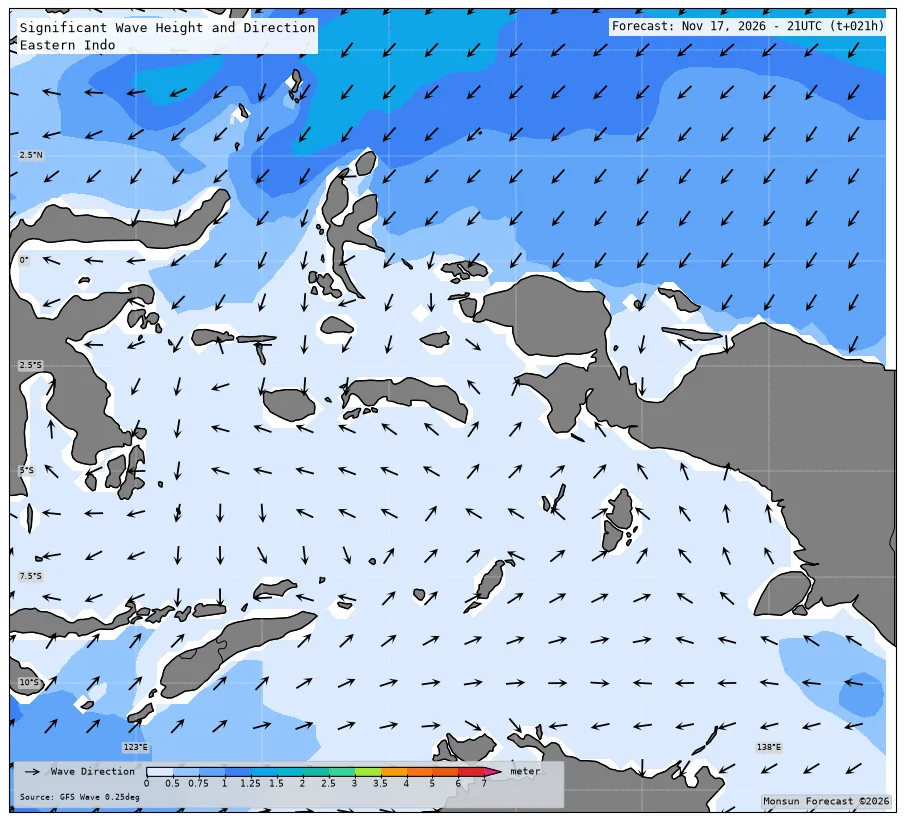 Significant Wave Height and Direction
Eastern Indo
Forecast: Nov 17, 2026 - 21UTC (t+021h)
2.5°N
0°
2.5°S
5°S
7.5°S
10°S
123°E
138°E
Wave Direction
meter
0 0.5 0.75 1 1.25 1.5 2 2.5 3 3.5 4 5 6 7
Source: GFS Wave 0.25deg
Monsun Forecast ©2026